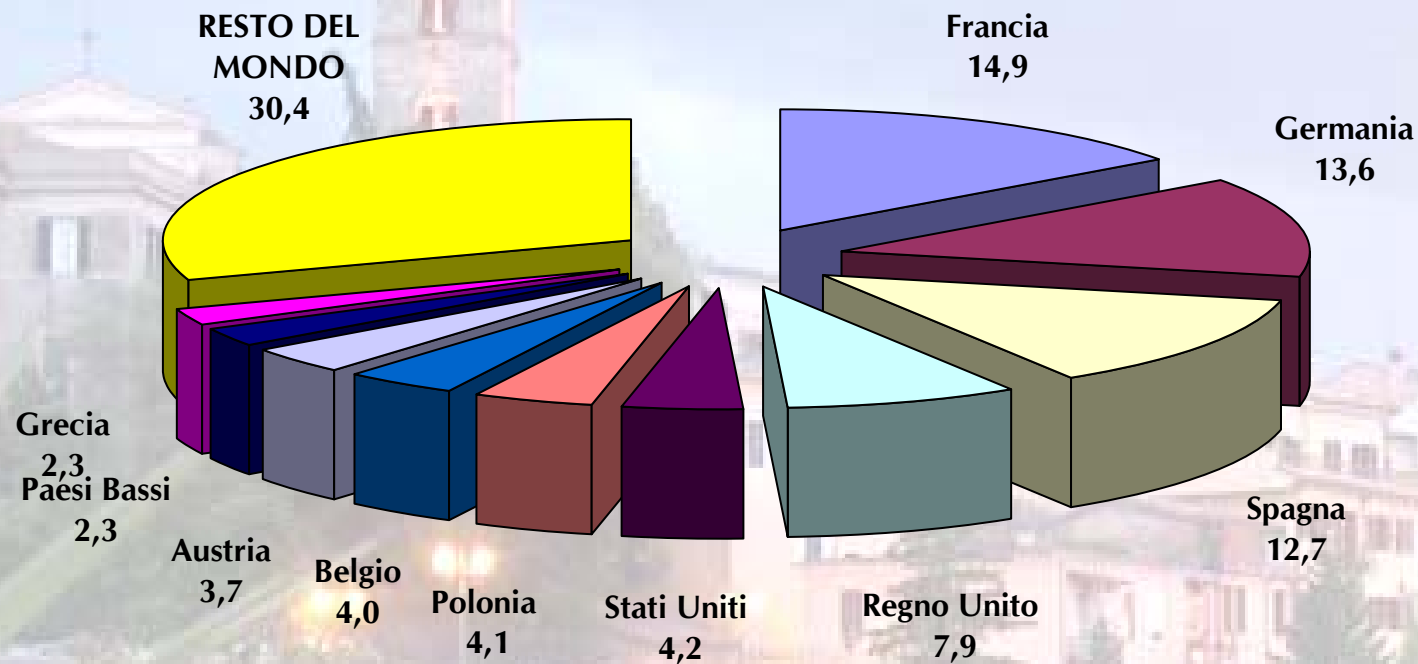 RESTO DEL
MONDO
30,4
Francia
14,9
Germania
13,6
Spagna
12,7
Regno Unito
7,9
Stati Uniti
4,2
Polonia
4,1
Belgio
4,0
Austria
3,7
Paesi Bassi
2,3
Grecia
2,3